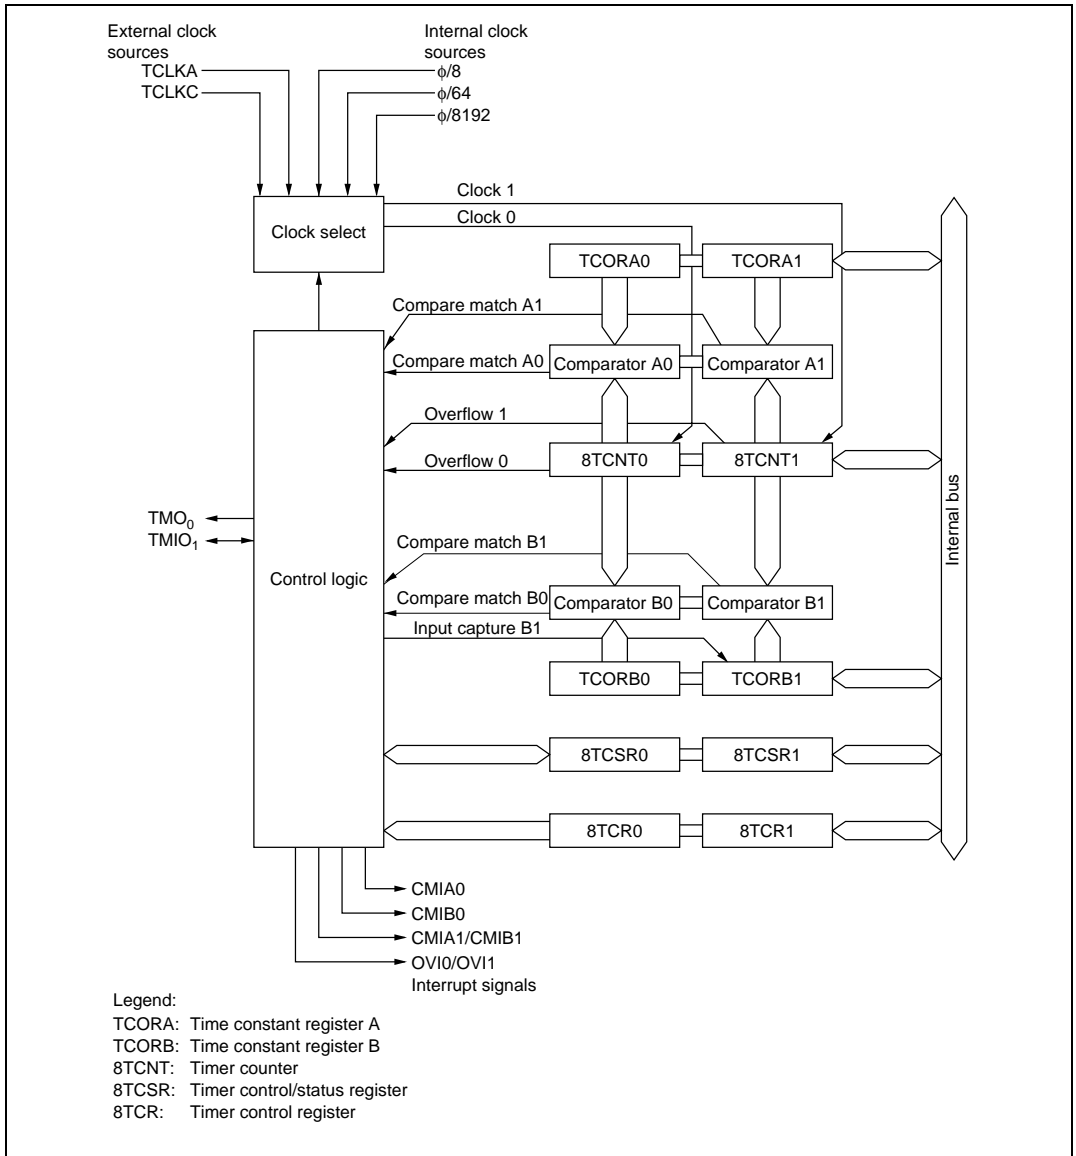 External clock
sources
Internal clock
sources
TCLKA
ϕ/8
TCLKC
ϕ/64
ϕ/8192
Clock 1
Clock 0
Clock select
TCORA0
TCORA1
Compare match A1
Compare match A0
Comparator A0
Comparator A1
Overflow 1
Overflow 0
8TCNT0
8TCNT1
Internal bus
TMO0
TMIO1
Control logic
Compare match B1
Compare match B0
Comparator B0
Comparator B1
Input capture B1
TCORB0
TCORB1
8TCSR0
8TCSR1
8TCR0
8TCR1
CMIA0
CMIB0
CMIA1/CMIB1
OVI0/OVI1
Interrupt signals
Legend:
TCORA: Time constant register A
TCORB: Time constant register B
8TCNT: Timer counter
8TCSR: Timer control/status register
8TCR: Timer control register